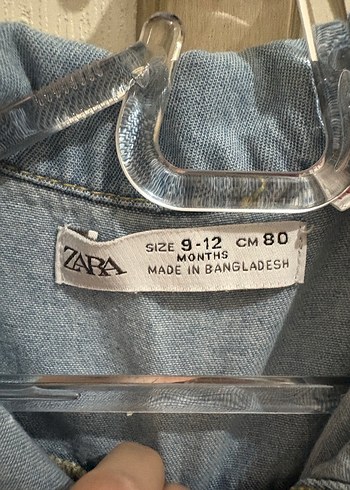 ZARA
SIZE 9-12 CM 80
MONTHS
MADE IN BANGLADESH